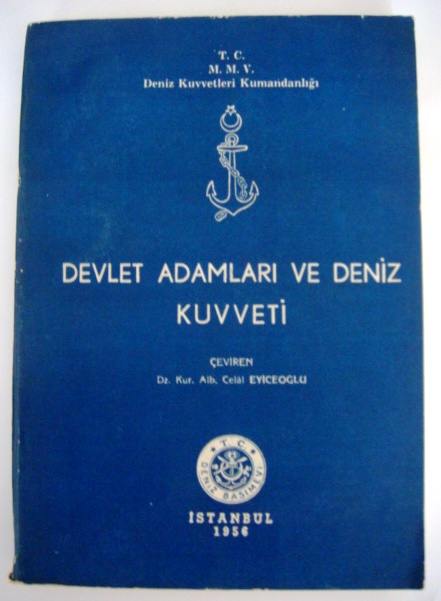 T. C.
M. M. V.
Deniz Kuvvetleri Kumandanlığı
DEVLET ADAMLARI VE DENİZ
KUVVETİ
ÇEVİREN
Dz. Kur. Alb. Celâl EYİCEOĞLU
T. C.
DENİZ BASIMEVİ
İSTANBUL
1956